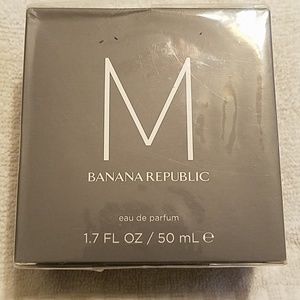 M
BANANA REPUBLIC
eau de parfum
1.7 FL OZ / 50 mL ℮